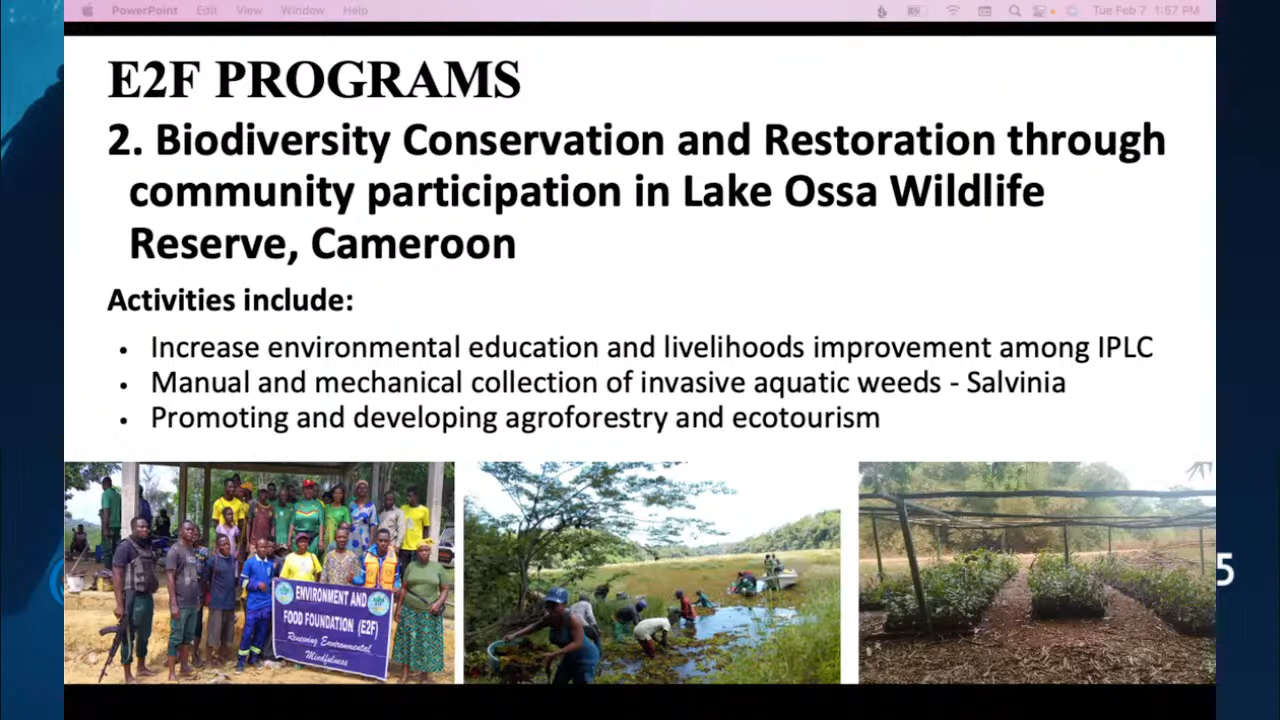 PowerPoint Edit View Window Help Tue Feb 7 1:57 PM
E2F PROGRAMS
2. Biodiversity Conservation and Restoration through
community participation in Lake Ossa Wildlife
Reserve, Cameroon
Activities include:
• Increase environmental education and livelihoods improvement among IPLC
• Manual and mechanical collection of invasive aquatic weeds - Salvinia
• Promoting and developing agroforestry and ecotourism
ENVIRONMENT AND
FOOD FOUNDATION (E2F)
Renewing Environmental
Mindfulness
5